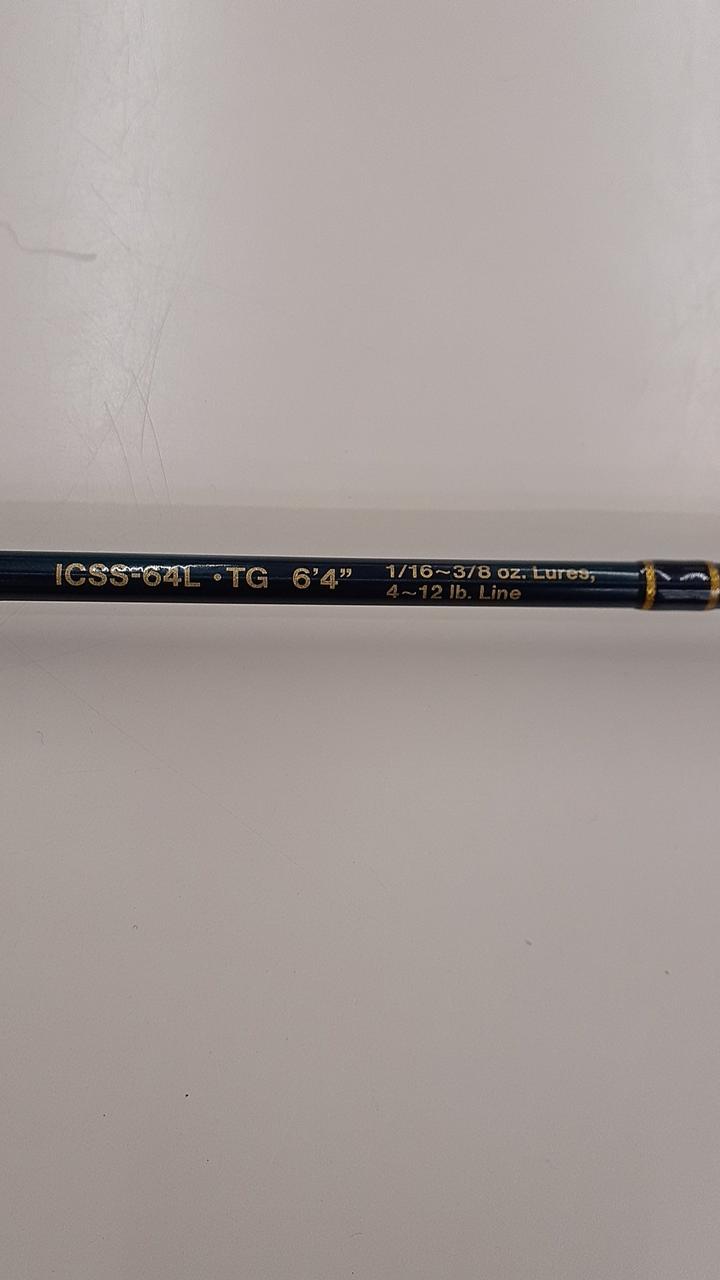 ICSS-64L •TG 6’4” 1/16~3/8 oz. Lures,
4~12 lb. Line